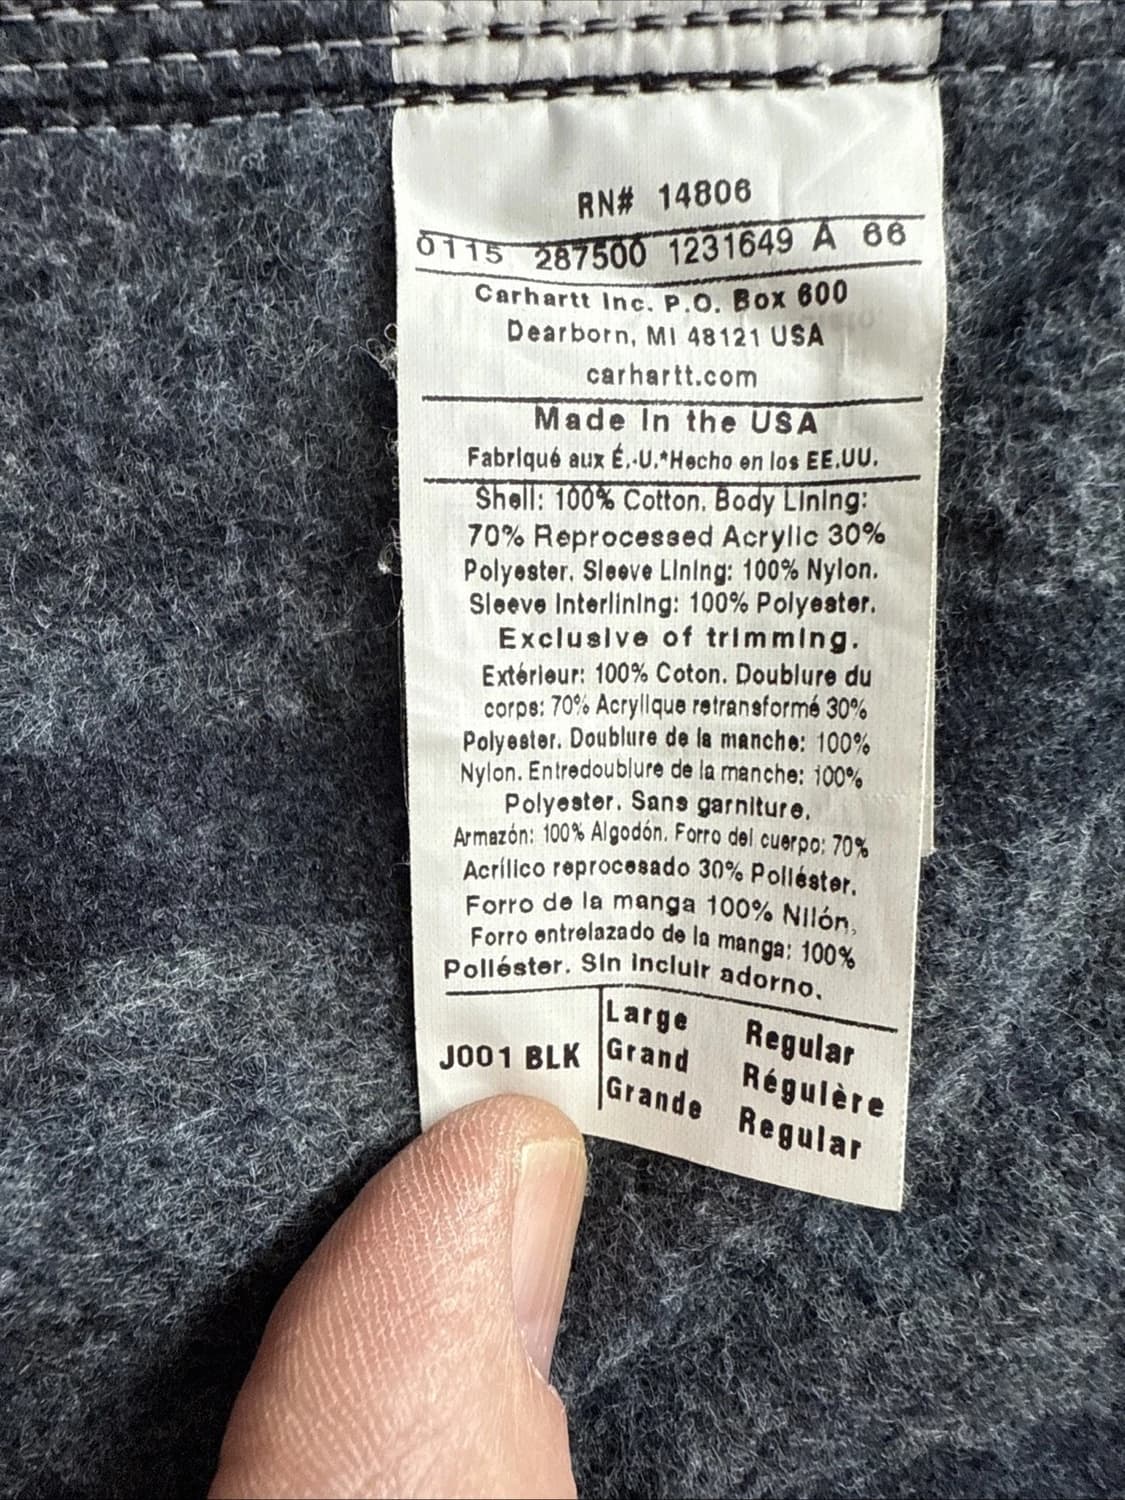 RN# 14806
0115 287500 1231649 A 66
Carhartt Inc. P.O. Box 600
Dearborn, MI 48121 USA
carhartt.com
Made in the USA
Fabriqué aux É.-U.*Hecho en los EE.UU.
Shell: 100% Cotton. Body Lining:
70% Reprocessed Acrylic 30%
Polyester. Sleeve Lining: 100% Nylon.
Sleeve Interlining: 100% Polyester.
Exclusive of trimming.
Extérieur: 100% Coton. Doublure du
corps: 70% Acrylique retransformé 30%
Polyester. Doublure de la manche: 100%
Nylon. Entredoublure de la manche: 100%
Polyester. Sans garniture.
Armazón: 100% Algodón. Forro del cuerpo: 70%
Acrílico reprocesado 30% Poliéster.
Forro de la manga 100% Nilón,
Forro entrelazado de la manga: 100%
Poliéster. Sin incluir adorno.
J001 BLK
Large Regular
Grand Régulère
Grande Regular